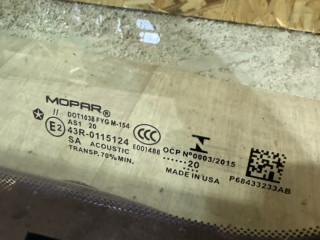 MOPAR
// DOT1038 FYG M-154
AS1 20
E2 43R-0115124
CCC E001488
SA ACOUSTIC
TRANSP. 70% MIN.
OCP Nº0003/2015
......20
MADE IN USA
P68433233AB